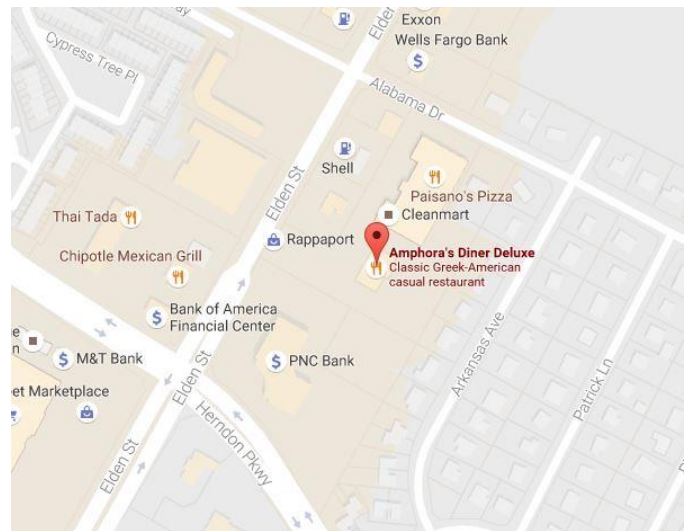 Exxon
Wells Fargo Bank
Cypress Tree Pl
Elden St
Alabama Dr
Shell
Elden St
Paisano's Pizza
Cleanmart
Thai Tada
Rappaport
Chipotle Mexican Grill
Amphora's Diner Deluxe
Classic Greek-American
casual restaurant
Bank of America
Financial Center
M&T Bank
PNC Bank
Arkansas Ave
Patrick Ln
Elden St
Herndon Pkwy
Marketplace
Elden St